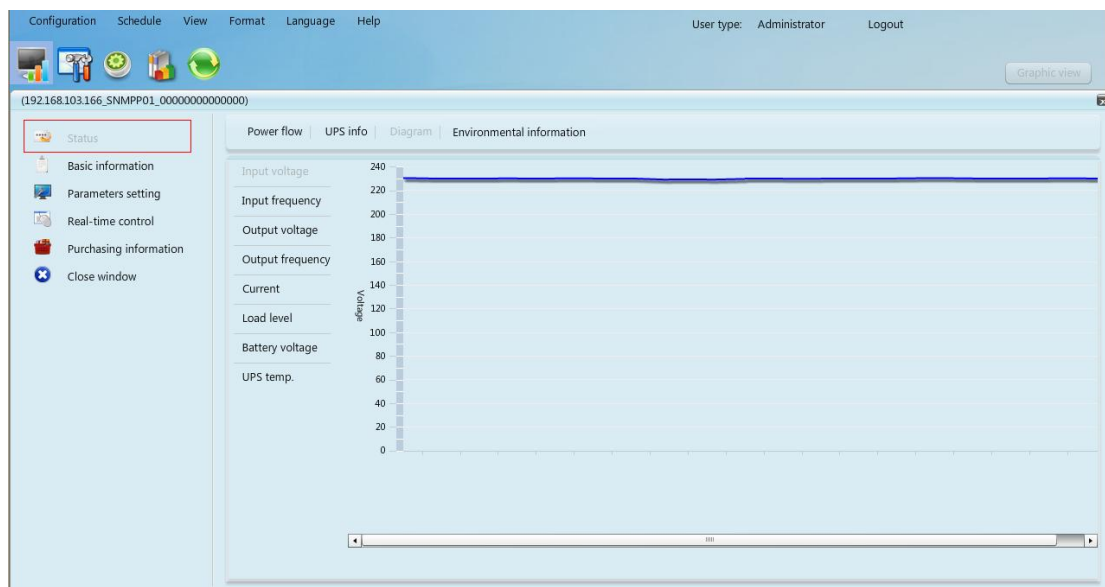 Configuration Schedule View Format Language Help User type: Administrator Logout
Graphic view
(192.168.103.166_SNMPP01_00000000000000)
Status
Basic information
Parameters setting
Real-time control
Purchasing information
Close window
Power flow UPS info Diagram Environmental information
Input voltage
Input frequency
Output voltage
Output frequency
Current
Load level
Battery voltage
UPS temp.
Voltage
240
220
200
180
160
140
120
100
80
60
40
20
0